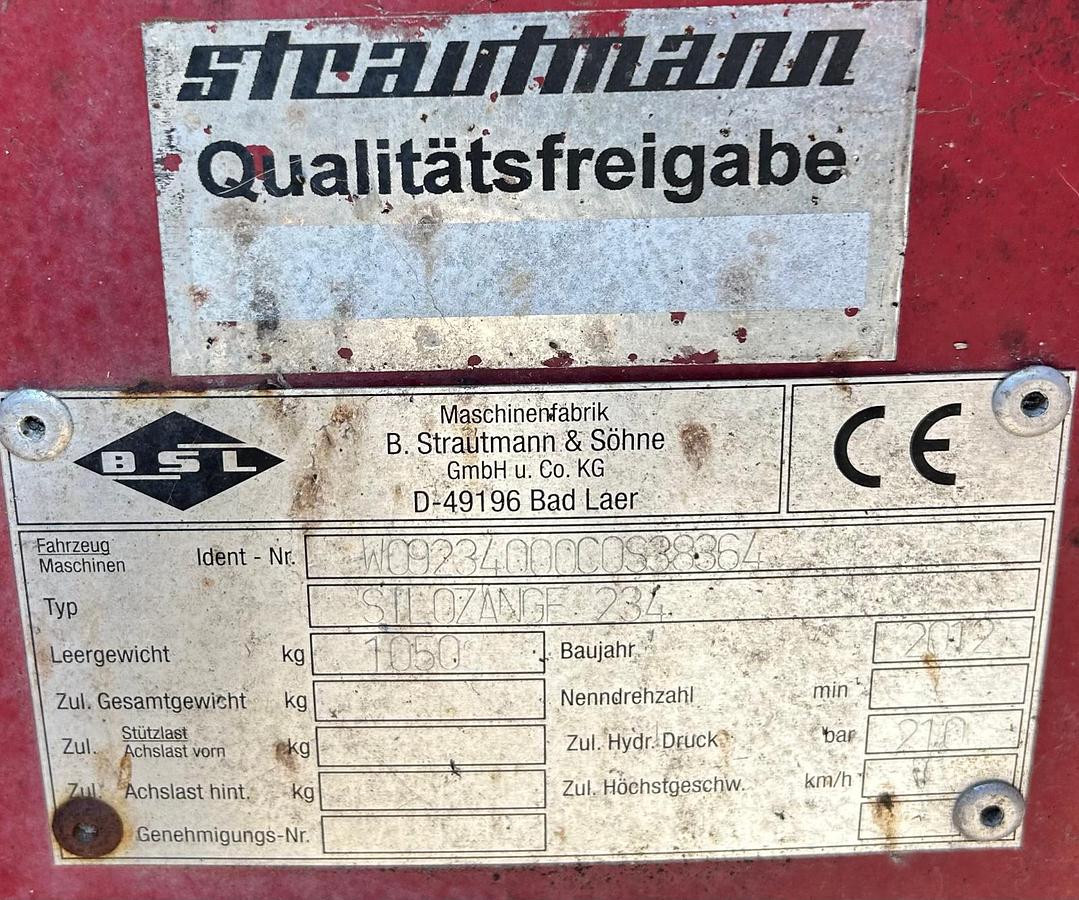 strautmann
Qualitätsfreigabe
BSL
Maschinenfabrik
B. Strautmann & Söhne
GmbH u. Co. KG
D-49196 Bad Laer
CE
Fahrzeug
Maschinen
Ident - Nr. W09234000C0S38364
Typ SILOZANGE 234
Leergewicht kg 1050 Baujahr 2012
Zul. Gesamtgewicht kg Nenndrehzahl min⁻¹
Zul. Stützlast
Achslast vorn kg Zul. Hydr. Druck bar 210
Zul. Achslast hint. kg Zul. Höchstgeschw. km/h
Genehmigungs-Nr.